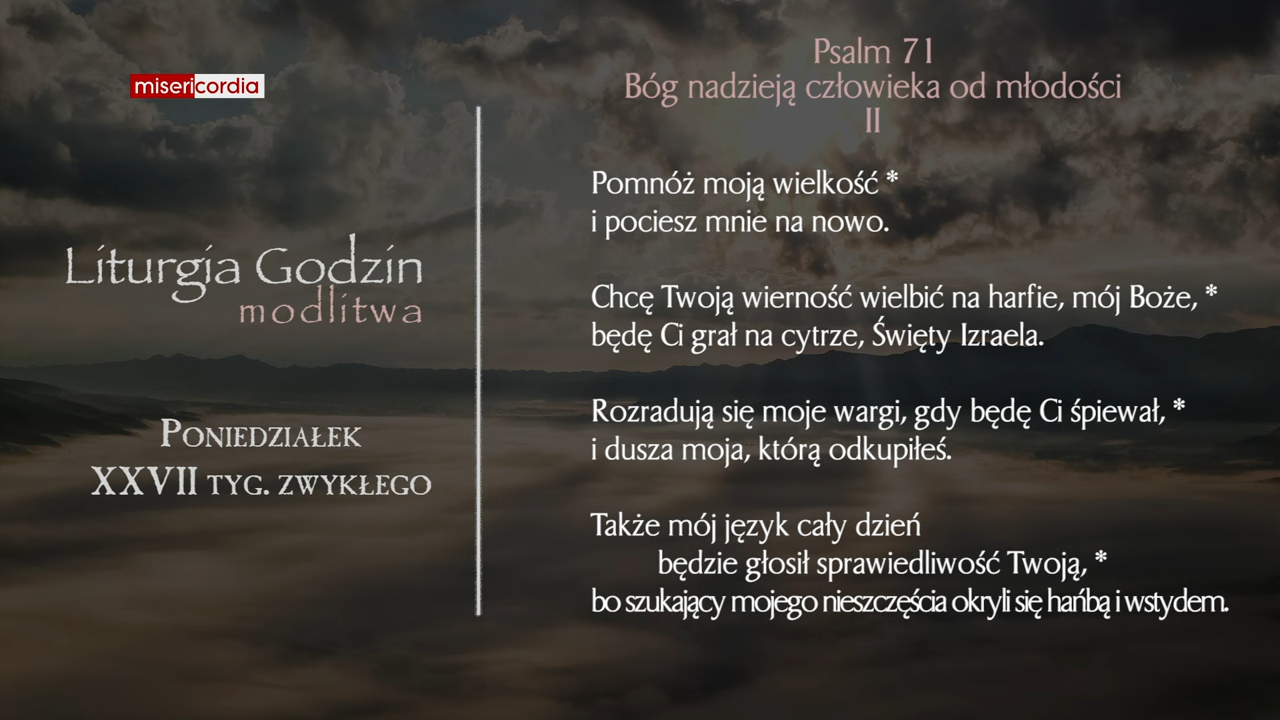 misericordia
Liturgia Godzin
modlitwa
Poniedziałek
XXVII tyg. zwykłego
Psalm 71
Bóg nadzieją człowieka od młodości
II
Pomnóż moją wielkość *
i pociesz mnie na nowo.
Chcę Twoją wierność wielbić na harfie, mój Boże, *
będę Ci grał na cytrze, Święty Izraela.
Rozradują się moje wargi, gdy będę Ci śpiewał, *
i dusza moja, którą odkupiłeś.
Także mój język cały dzień
będzie głosił sprawiedliwość Twoją, *
bo szukający mojego nieszczęścia okryli się hańbą i wstydem.